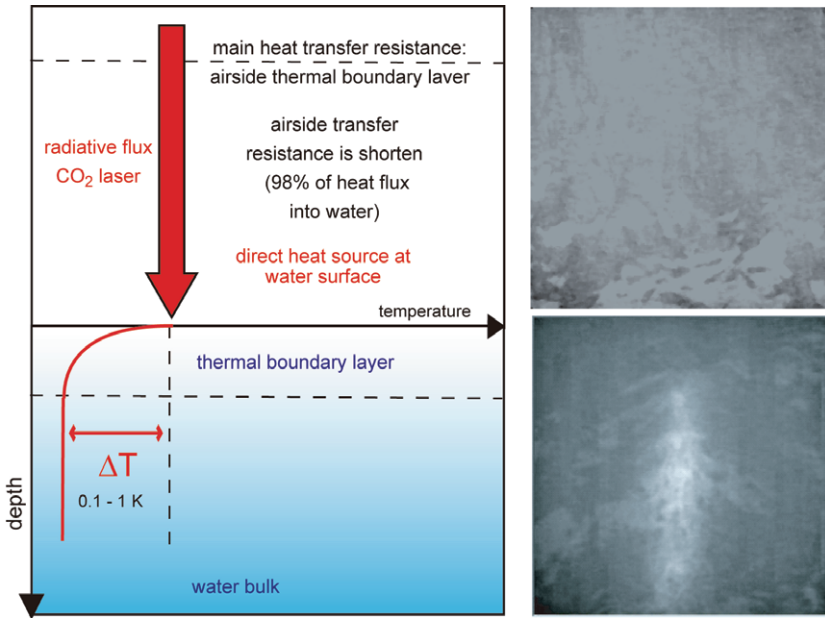 main heat transfer resistance:
airside thermal boundary laver
airside transfer
resistance is shorten
(98% of heat flux
into water)
radiative flux
CO₂ laser
direct heat source at
water surface
temperature
thermal boundary layer
ΔT
0.1 - 1 K
depth
water bulk